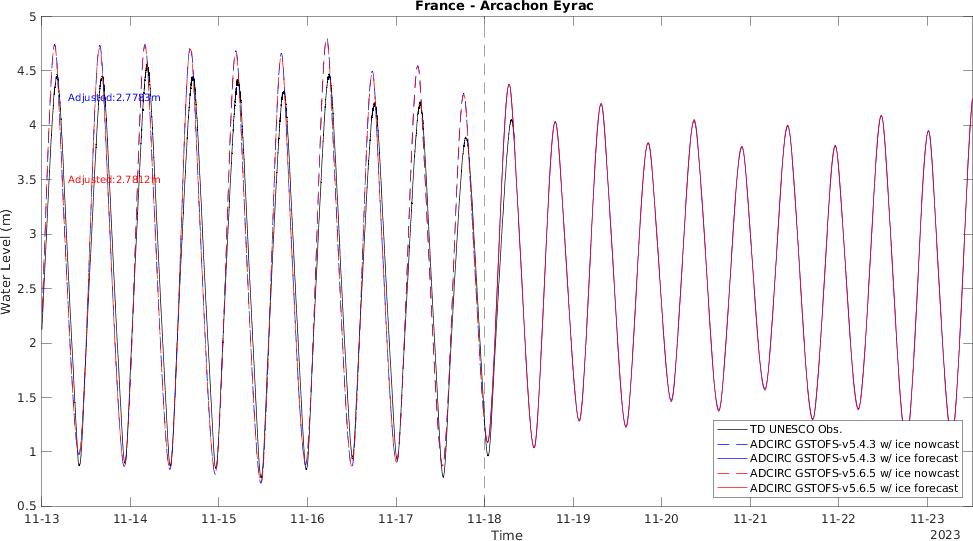 France - Arcachon Eyrac
5
4.5
4
3.5
3
2.5
2
1.5
1
0.5
Water Level (m)
Adjusted:2.7783m
Adjusted:2.7812m
TD UNESCO Obs.
ADCIRC GSTOFS-v5.4.3 w/ ice nowcast
ADCIRC GSTOFS-v5.4.3 w/ ice forecast
ADCIRC GSTOFS-v5.6.5 w/ ice nowcast
ADCIRC GSTOFS-v5.6.5 w/ ice forecast
11-13 11-14 11-15 11-16 11-17 11-18 11-19 11-20 11-21 11-22 11-23
Time
2023